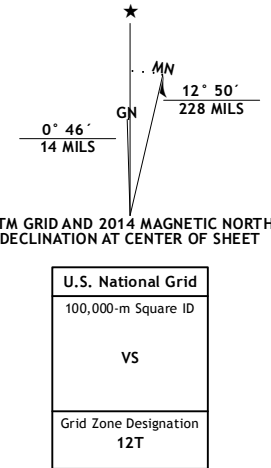 ★
MN
GN
12° 50´
228 MILS
0° 46´
14 MILS
TM GRID AND 2014 MAGNETIC NORTH
DECLINATION AT CENTER OF SHEET
U.S. National Grid
100,000-m Square ID
VS
Grid Zone Designation
12T